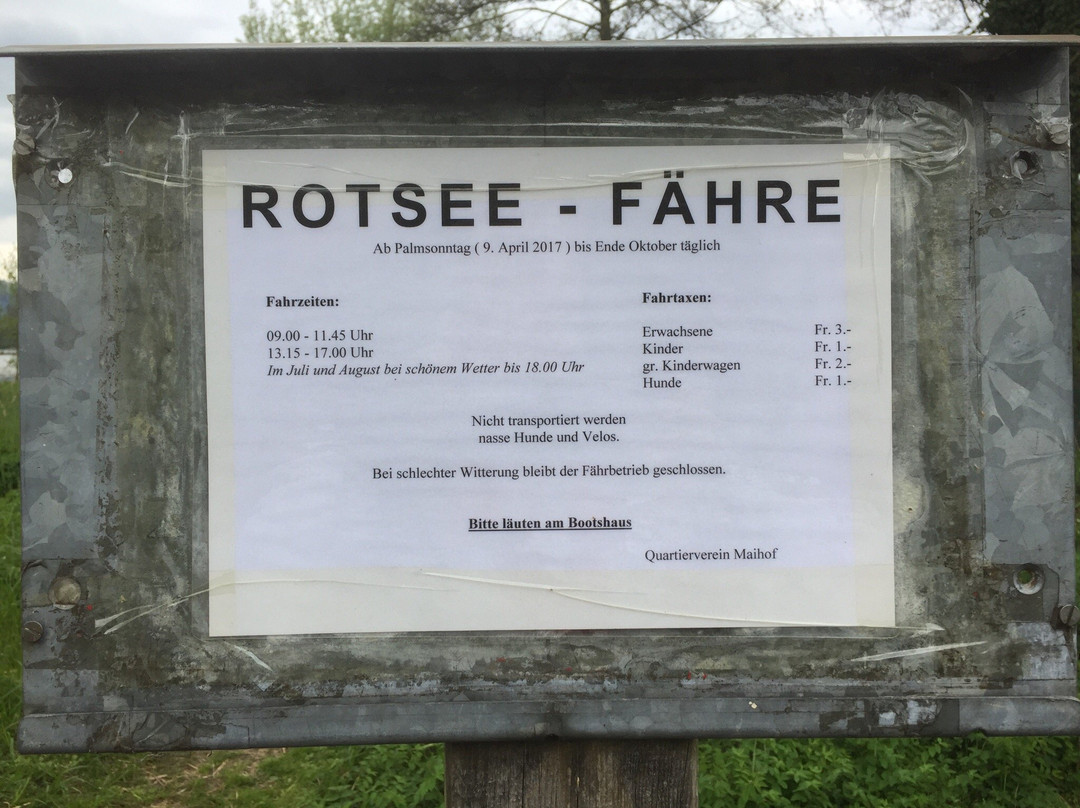 ROTSEE - FÄHRE
Ab Palmsonntag ( 9. April 2017 ) bis Ende Oktober täglich
Fahrzeiten:
09.00 - 11.45 Uhr
13.15 - 17.00 Uhr
Im Juli und August bei schönem Wetter bis 18.00 Uhr
Fahrtaxen:
Erwachsene Fr. 3.-
Kinder Fr. 1.-
gr. Kinderwagen Fr. 2.-
Hunde Fr. 1.-
Nicht transportiert werden
nasse Hunde und Velos.
Bei schlechter Witterung bleibt der Fährbetrieb geschlossen.
Bitte läuten am Bootshaus
Quartierverein Maihof